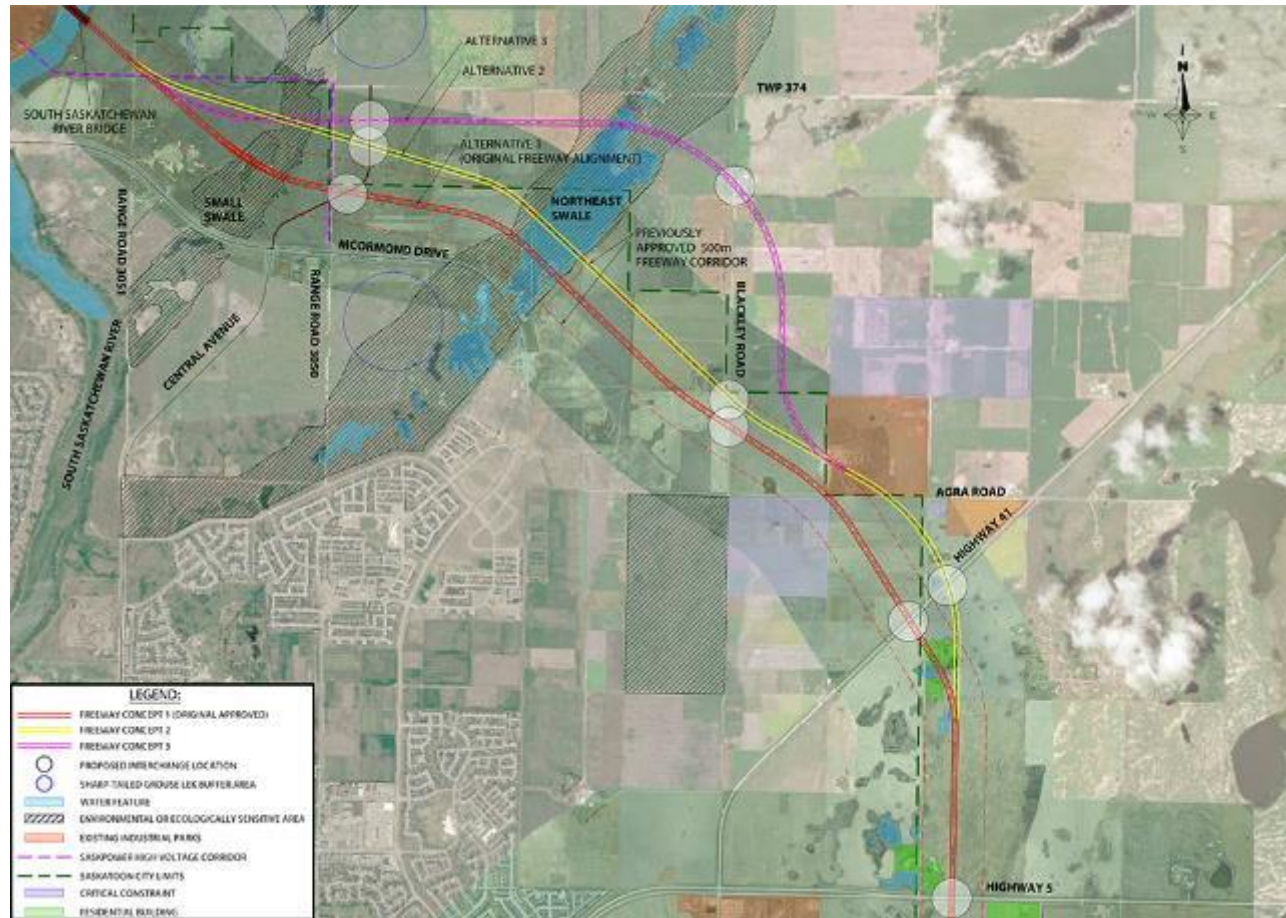 ALTERNATIVE 3
ALTERNATIVE 2
N
W
E
S
TWP 374
SOUTH SASKATCHEWAN
RIVER BRIDGE
ALTERNATIVE 1
(ORIGINAL FREEWAY ALIGNMENT)
RANGE ROAD 3051
SMALL
SWALE
NORTHEAST
SWALE
MCORMOND DRIVE
PREVIOUSLY
APPROVED 500m
FREEWAY CORRIDOR
RANGE ROAD 3050
BLACKLEY ROAD
CENTRAL AVENUE
SOUTH SASKATCHEWAN RIVER
AGRA ROAD
HIGHWAY 41
HIGHWAY 5
LEGEND:
FREEWAY CONCEPT 1 (ORIGINAL APPROVED)
FREEWAY CONCEPT 2
FREEWAY CONCEPT 3
PROPOSED INTERCHANGE LOCATION
SHARP-TAILED GROUSE LEK BUFFER AREA
WATER FEATURE
ENVIRONMENTAL OR ECOLOGICALLY SENSITIVE AREA
EXISTING INDUSTRIAL PARKS
SASKPOWER HIGH VOLTAGE CORRIDOR
SASKATOON CITY LIMITS
CRITICAL CONSTRAINT
RESIDENTIAL BUILDING